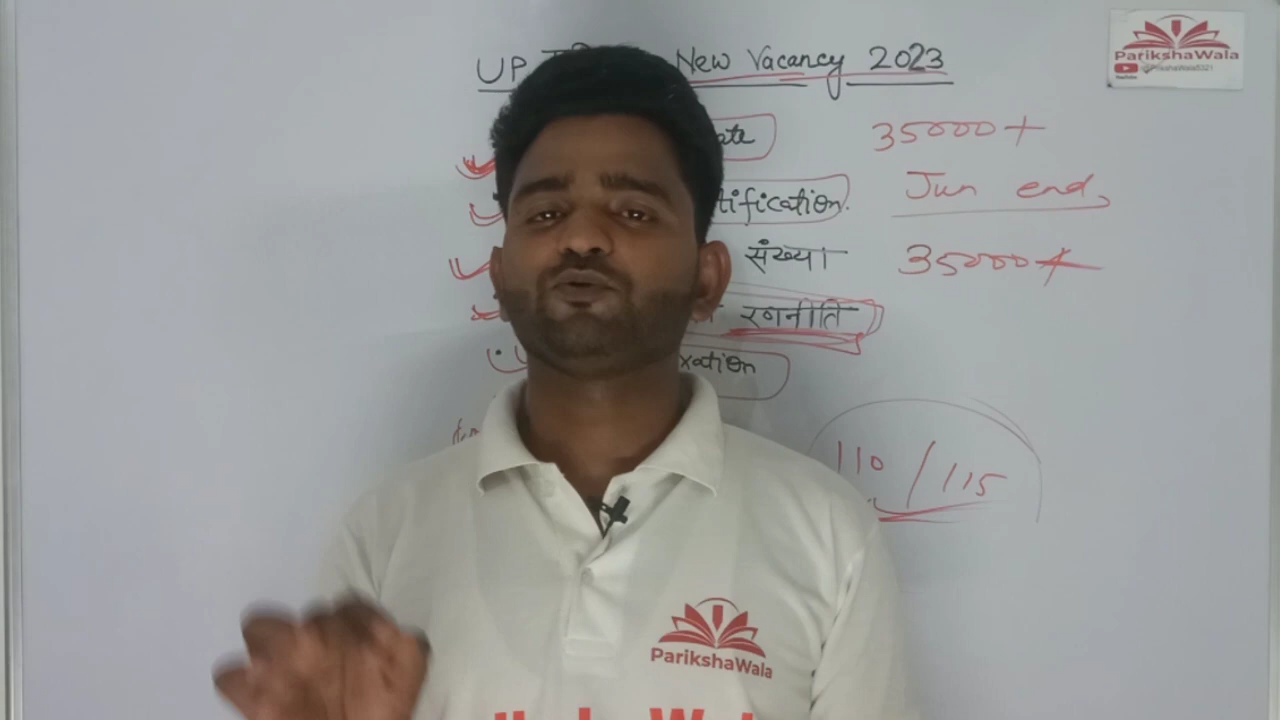 UP New Vacancy 2023
ate 35000+
tification. Jun end,
संख्या 35000+
रणनीति
xation
110 / 115
PARIKSHAWALA
PARIKSHAWALA